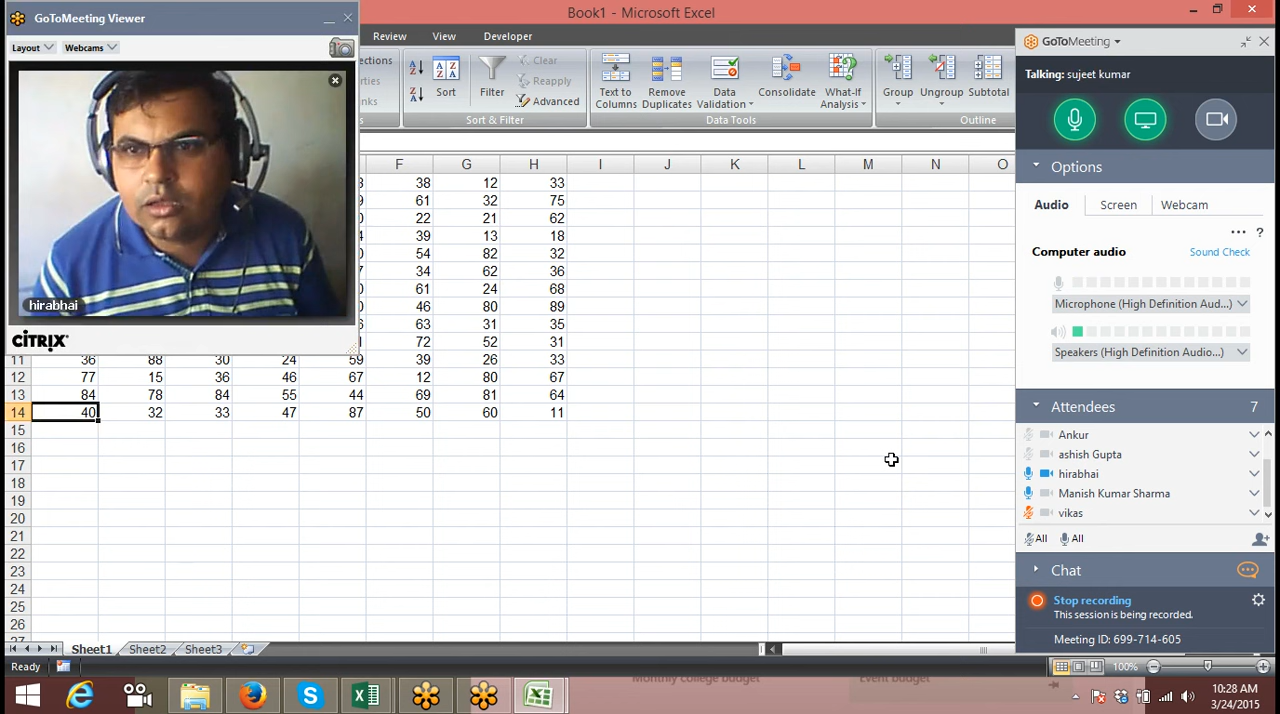 Book1 - Microsoft Excel
GoToMeeting Viewer
Layout
Webcams
hirabhai
CITRIX
Review View Developer
Sort
Filter
Clear
Reapply
Advanced
Text to Columns
Remove Duplicates
Data Validation
Consolidate
What-If Analysis
Group
Ungroup
Subtotal
Sort & Filter
Data Tools
Outline
F G H I J K L M N O
38 12 33
61 32 75
22 21 62
39 13 18
54 82 32
34 62 36
61 24 68
46 80 89
63 31 35
72 52 31
11 36 88 30 24 59 39 26 33
12 77 15 36 46 67 12 80 67
13 84 78 84 55 44 69 81 64
14 40 32 33 47 87 50 60 11
15
16
17
18
19
20
21
22
23
24
25
26
27
Sheet1 Sheet2 Sheet3
Ready
100%
GoToMeeting
Talking: sujeet kumar
Options
Audio Screen Webcam
... ?
Computer audio
Sound Check
Microphone (High Definition Aud...)
Speakers (High Definition Audio...)
Attendees 7
Ankur
ashish Gupta
hirabhai
Manish Kumar Sharma
vikas
All All
Chat
Stop recording
This session is being recorded.
Meeting ID: 699-714-605
Monthly college budget
Event budget
10:28 AM
3/24/2015